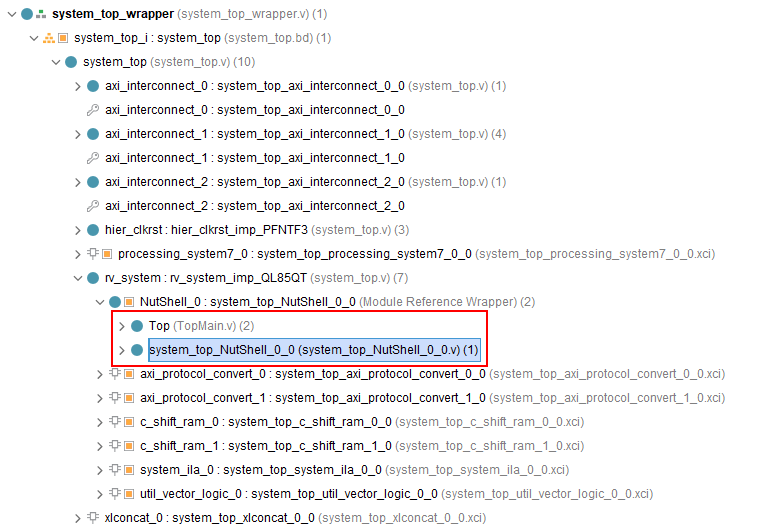 system_top_wrapper (system_top_wrapper.v) (1)
system_top_i : system_top (system_top.bd) (1)
system_top (system_top.v) (10)
axi_interconnect_0 : system_top_axi_interconnect_0_0 (system_top.v) (1)
axi_interconnect_0 : system_top_axi_interconnect_0_0
axi_interconnect_1 : system_top_axi_interconnect_1_0 (system_top.v) (4)
axi_interconnect_1 : system_top_axi_interconnect_1_0
axi_interconnect_2 : system_top_axi_interconnect_2_0 (system_top.v) (1)
axi_interconnect_2 : system_top_axi_interconnect_2_0
hier_clkrst : hier_clkrst_imp_PFNTF3 (system_top.v) (3)
processing_system7_0 : system_top_processing_system7_0_0 (system_top_processing_system7_0_0.xci)
rv_system : rv_system_imp_QL85QT (system_top.v) (7)
NutShell_0 : system_top_NutShell_0_0 (Module Reference Wrapper) (2)
Top (TopMain.v) (2)
system_top_NutShell_0_0 (system_top_NutShell_0_0.v) (1)
axi_protocol_convert_0 : system_top_axi_protocol_convert_0_0 (system_top_axi_protocol_convert_0_0.xci)
axi_protocol_convert_1 : system_top_axi_protocol_convert_1_0 (system_top_axi_protocol_convert_1_0.xci)
c_shift_ram_0 : system_top_c_shift_ram_0_0 (system_top_c_shift_ram_0_0.xci)
c_shift_ram_1 : system_top_c_shift_ram_1_0 (system_top_c_shift_ram_1_0.xci)
system_ila_0 : system_top_system_ila_0_0 (system_top_system_ila_0_0.xci)
util_vector_logic_0 : system_top_util_vector_logic_0_0 (system_top_util_vector_logic_0_0.xci)
xlconcat_0 : system_top_xlconcat_0_0 (system_top_xlconcat_0_0.xci)